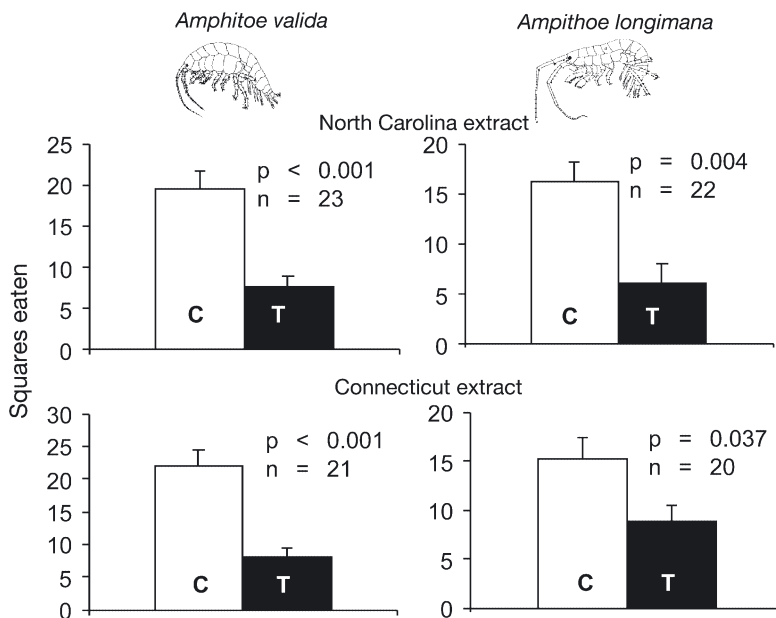 Amphitoe valida
Ampithoe longimana
North Carolina extract
Squares eaten
25
20
15
10
5
0
p < 0.001
n = 23
C
T
20
15
10
5
0
p = 0.004
n = 22
C
T
Connecticut extract
30
25
20
15
10
5
0
p < 0.001
n = 21
C
T
20
15
10
5
0
p = 0.037
n = 20
C
T